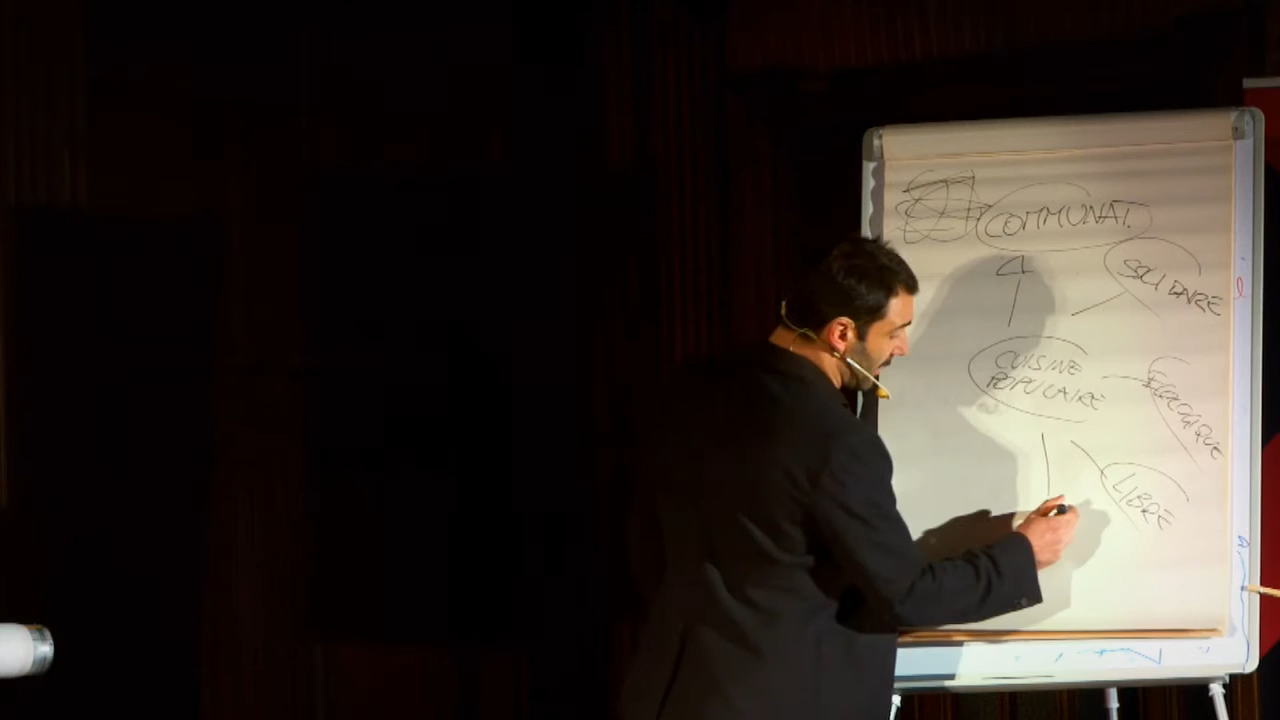 COMMUNAT.
SOLIDAIRE
CUISINE
POPULAIRE
ECOLOGIQUE
LIBRE